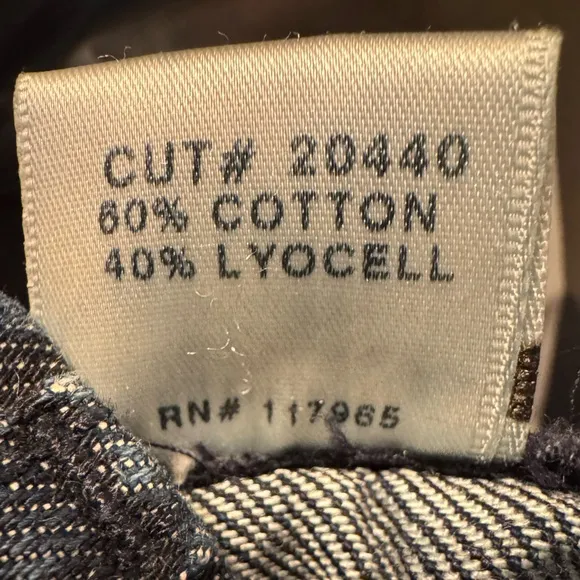 CUT# 20440
60% COTTON
40% LYOCELL
RN# 117965